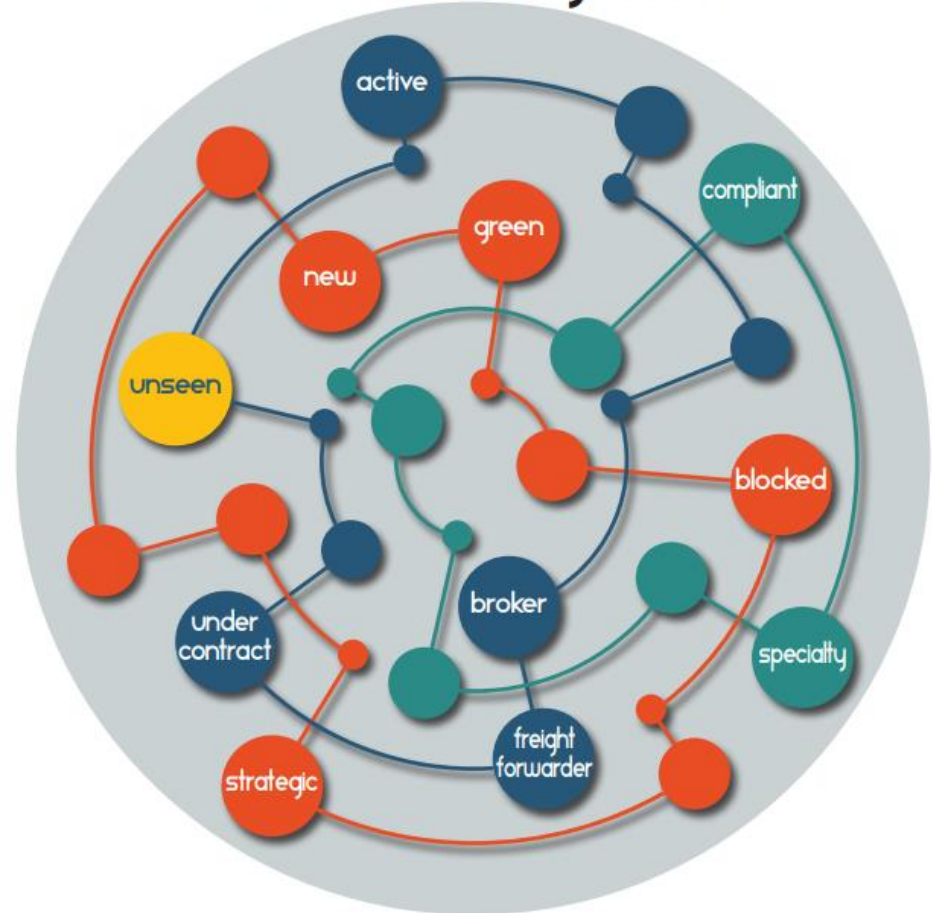 active
compliant
green
new
unseen
blocked
broker
under
contract
specialty
freight
forwarder
strategic